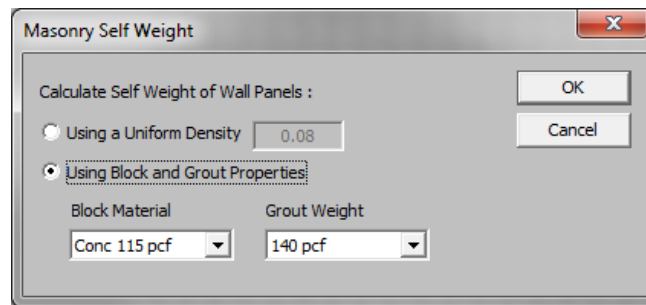 Masonry Self Weight
Calculate Self Weight of Wall Panels :
OK
Using a Uniform Density 0.08
Cancel
Using Block and Grout Properties
Block Material Grout Weight
Conc 115 pcf 140 pcf